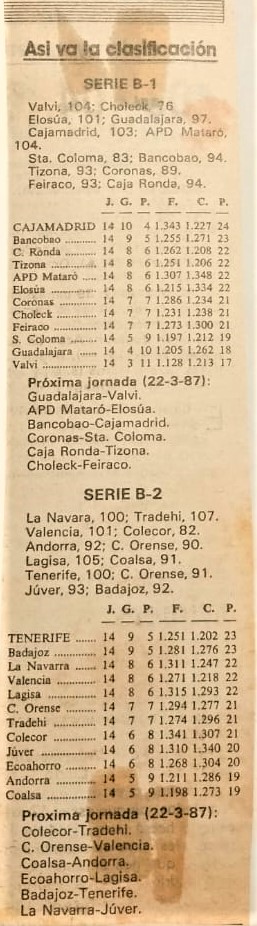 Asi va la clasificación
SERIE B-1
Valvi, 104; Choleck, 76
Elosúa, 101; Guadalajara, 97.
Cajamadrid, 103; APD Mataró,
104.
Sta. Coloma, 83; Bancobao, 94.
Tizona, 93; Coronas, 89.
Feiraco, 93; Caja Ronda, 94.
J. G. P. F. C. P.
CAJAMADRID 14 10 4 1.343 1.227 24
Bancobao ........... 14 9 5 1.255 1.271 23
C. Ronda ........... 14 8 6 1.262 1.208 22
Tizona ............... 14 8 6 1.251 1.206 22
APD Mataró ..... 14 8 6 1.307 1.348 22
Elosúa ............... 14 8 6 1.215 1.334 22
Coronas ............. 14 7 7 1.286 1.234 21
Choleck ............. 14 7 7 1.231 1.238 21
Feiraco .............. 14 7 7 1.273 1.300 21
S. Coloma ......... 14 5 9 1.197 1.212 19
Guadalajara ...... 14 4 10 1.205 1.262 18
Valvi .................. 14 3 11 1.128 1.213 17
Próxima jornada (22-3-87):
Guadalajara-Valvi.
APD Mataró-Elosúa.
Bancobao-Cajamadrid.
Coronas-Sta. Coloma.
Caja Ronda-Tizona.
Choleck-Feiraco.
SERIE B-2
La Navara, 100; Tradehi, 107.
Valencia, 101; Colecor, 82.
Andorra, 92; C. Orense, 90.
Lagisa, 105; Coalsa, 91.
Tenerife, 100; C. Orense, 91.
Júver, 93; Badajoz, 92.
J. G. P. F. C. P.
TENERIFE ...... 14 9 5 1.251 1.202 23
Badajoz .............. 14 9 5 1.281 1.276 23
La Navarra ....... 14 8 6 1.311 1.247 22
Valencia ............ 14 8 6 1.271 1.218 22
Lagisa ................ 14 8 6 1.315 1.293 22
C. Orense ......... 14 7 7 1.294 1.277 21
Tradehi .............. 14 7 7 1.274 1.296 21
Colecor .............. 14 6 8 1.341 1.307 21
Júver .................. 14 6 8 1.310 1.340 20
Ecoahorro ......... 14 6 8 1.268 1.304 20
Andorra ............. 14 5 9 1.211 1.286 19
Coalsa ................ 14 5 9 1.198 1.273 19
Proxima jornada (22-3-87):
Colecor-Tradehi.
C. Orense-Valencia.
Coalsa-Andorra.
Ecoahorro-Lagisa.
Badajoz-Tenerife.
La Navarra-Júver.